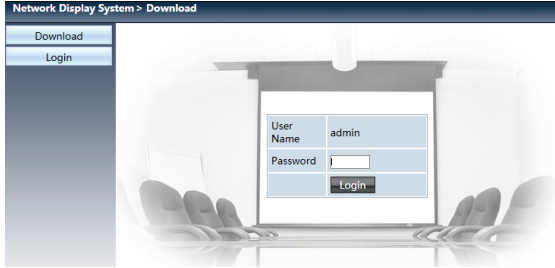 Network Display System > Download
Download
Login
User
Name
admin
Password
Login